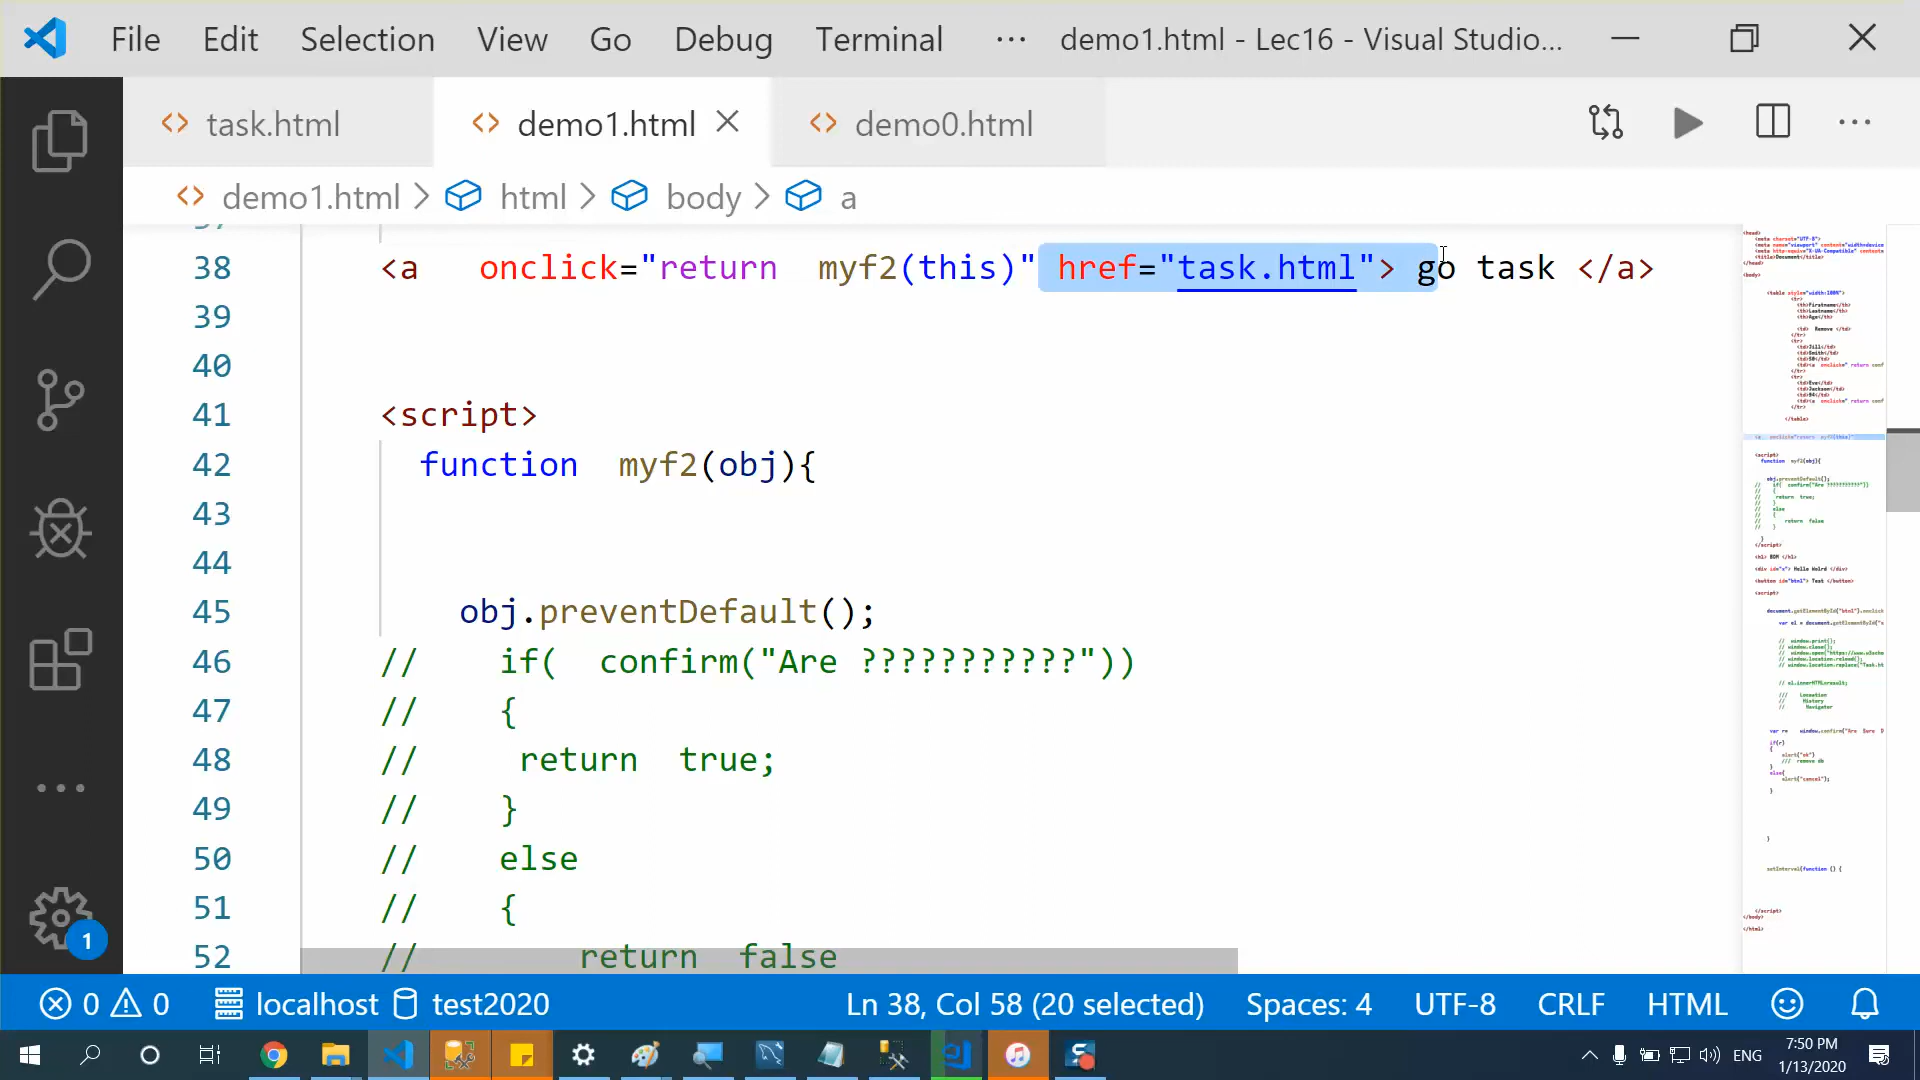 File Edit Selection View Go Debug Terminal ··· demo1.html - Lec16 - Visual Studio...
task.html demo1.html demo0.html
demo1.html > html > body > a
38 <a onclick="return myf2(this)" href="task.html"> go task </a>
39
40
41 <script>
42 function myf2(obj){
43
44
45 obj.preventDefault();
46 // if( confirm("Are ???????????"))
47 // {
48 // return true;
49 // }
50 // else
51 // {
52 // return false
1
0 0 localhost test2020 Ln 38, Col 58 (20 selected) Spaces: 4 UTF-8 CRLF HTML
ENG 7:50 PM
1/13/2020